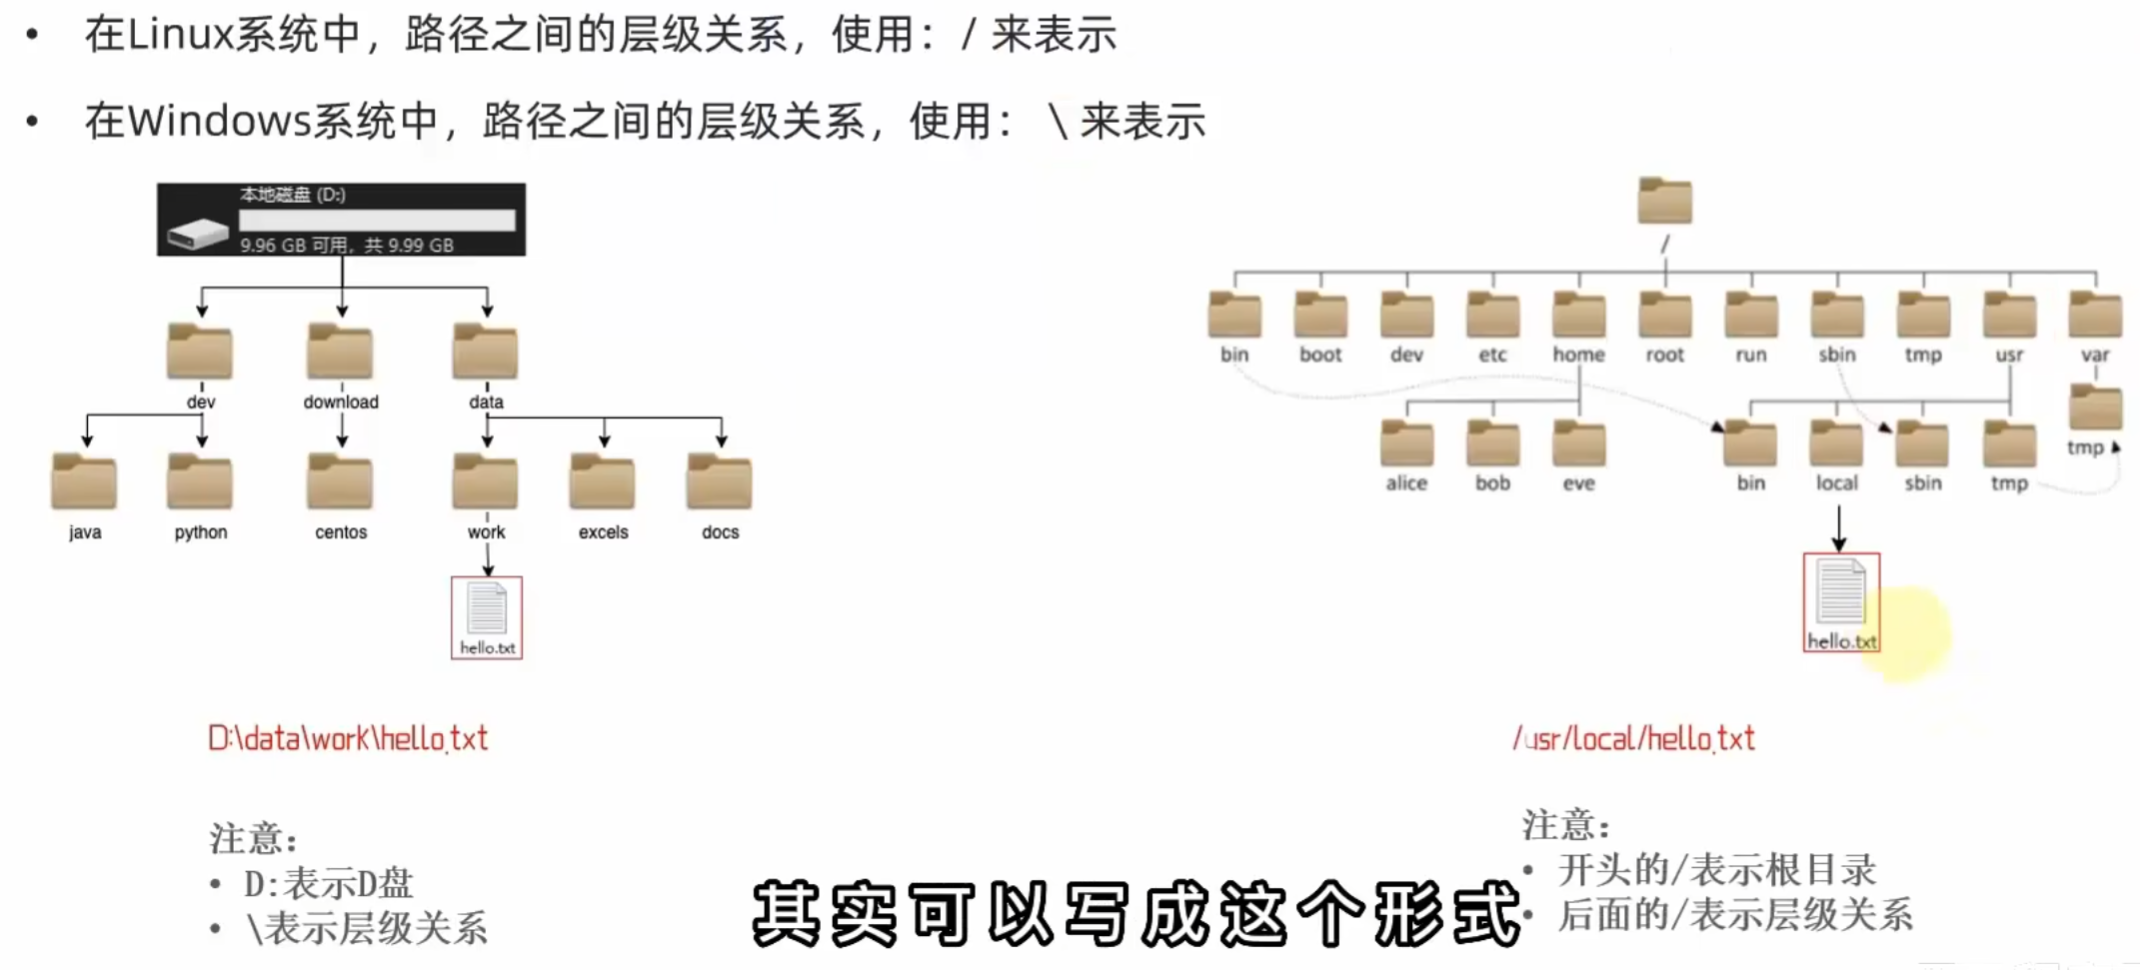 • 在Linux系统中，路径之间的层级关系，使用：/ 来表示
• 在Windows系统中，路径之间的层级关系，使用： \ 来表示
本地磁盘 (D:)
9.96 GB 可用，共 9.99 GB
dev download data
java python centos work excels docs
hello.txt
D:\data\work\hello.txt
注意：
• D:表示D盘
• \表示层级关系
/
bin boot dev etc home root run sbin tmp usr var
tmp
alice bob eve bin local sbin tmp
hello.txt
/usr/local/hello.txt
注意：
• 开头的/表示根目录
• 后面的/表示层级关系
其实可以写成这个形式